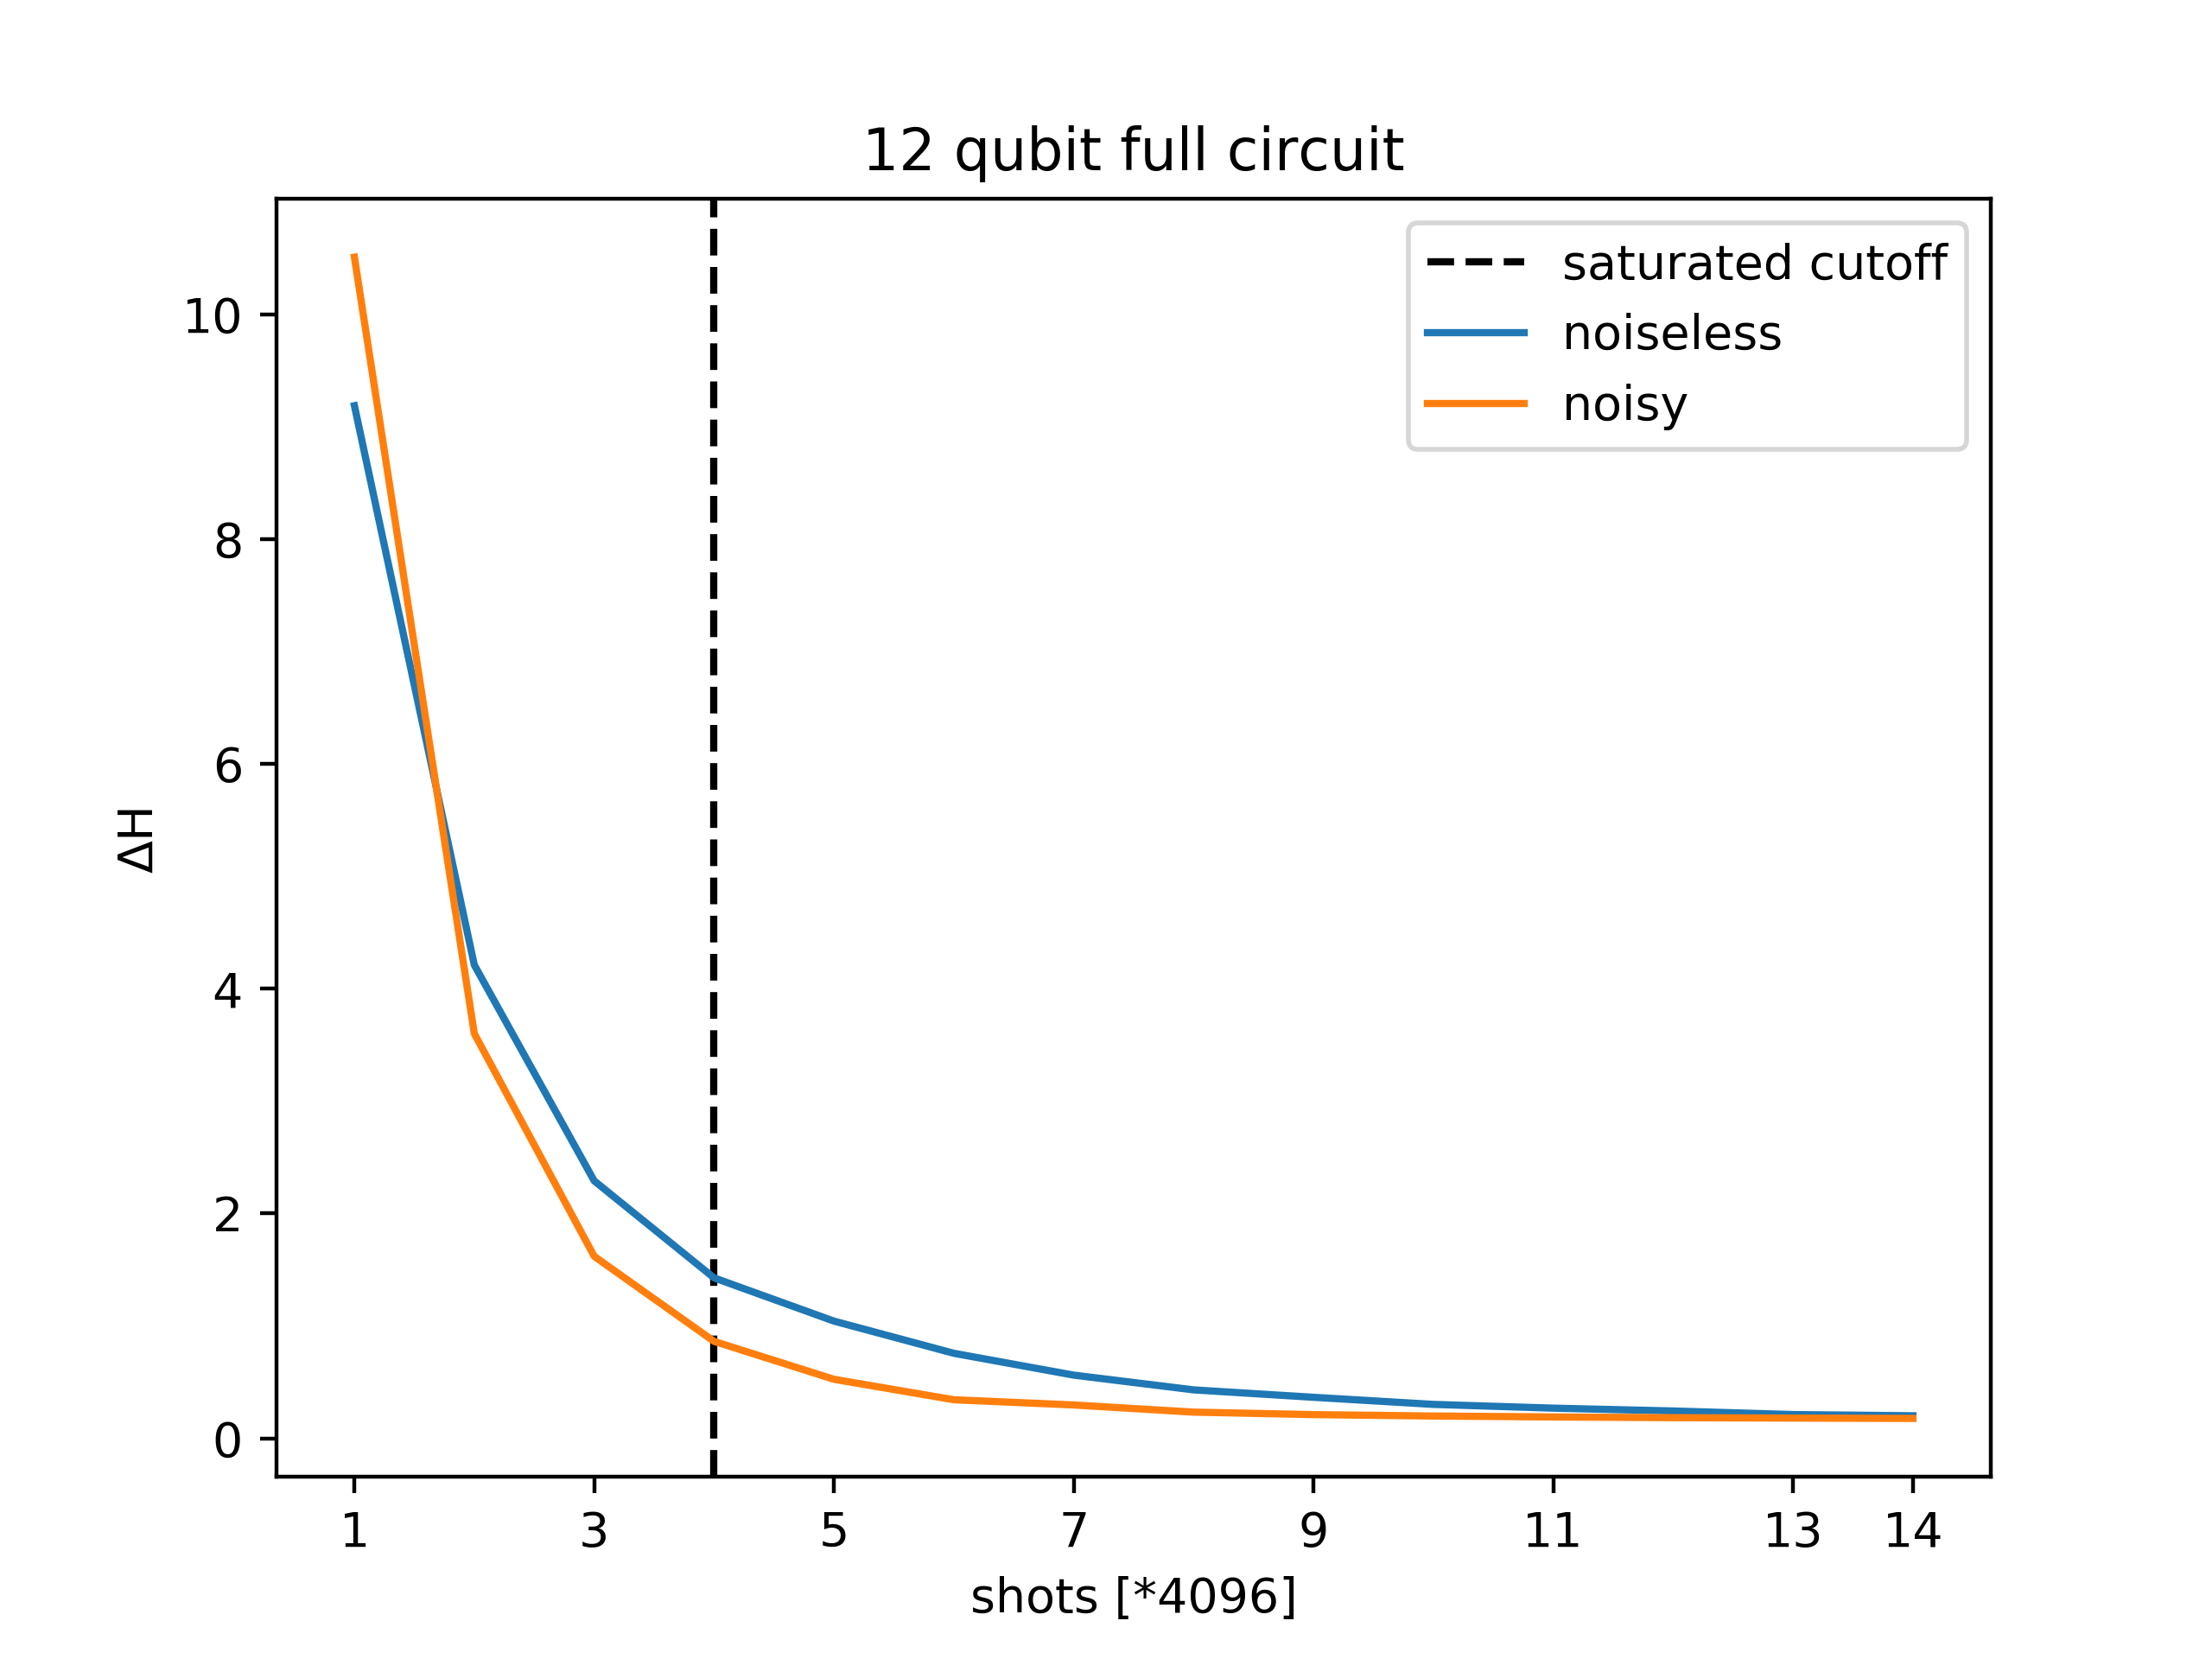 12 qubit full circuit
saturated cutoff
noiseless
noisy
10
8
6
4
2
0
ΔH
1 3 5 7 9 11 13 14
shots [*4096]